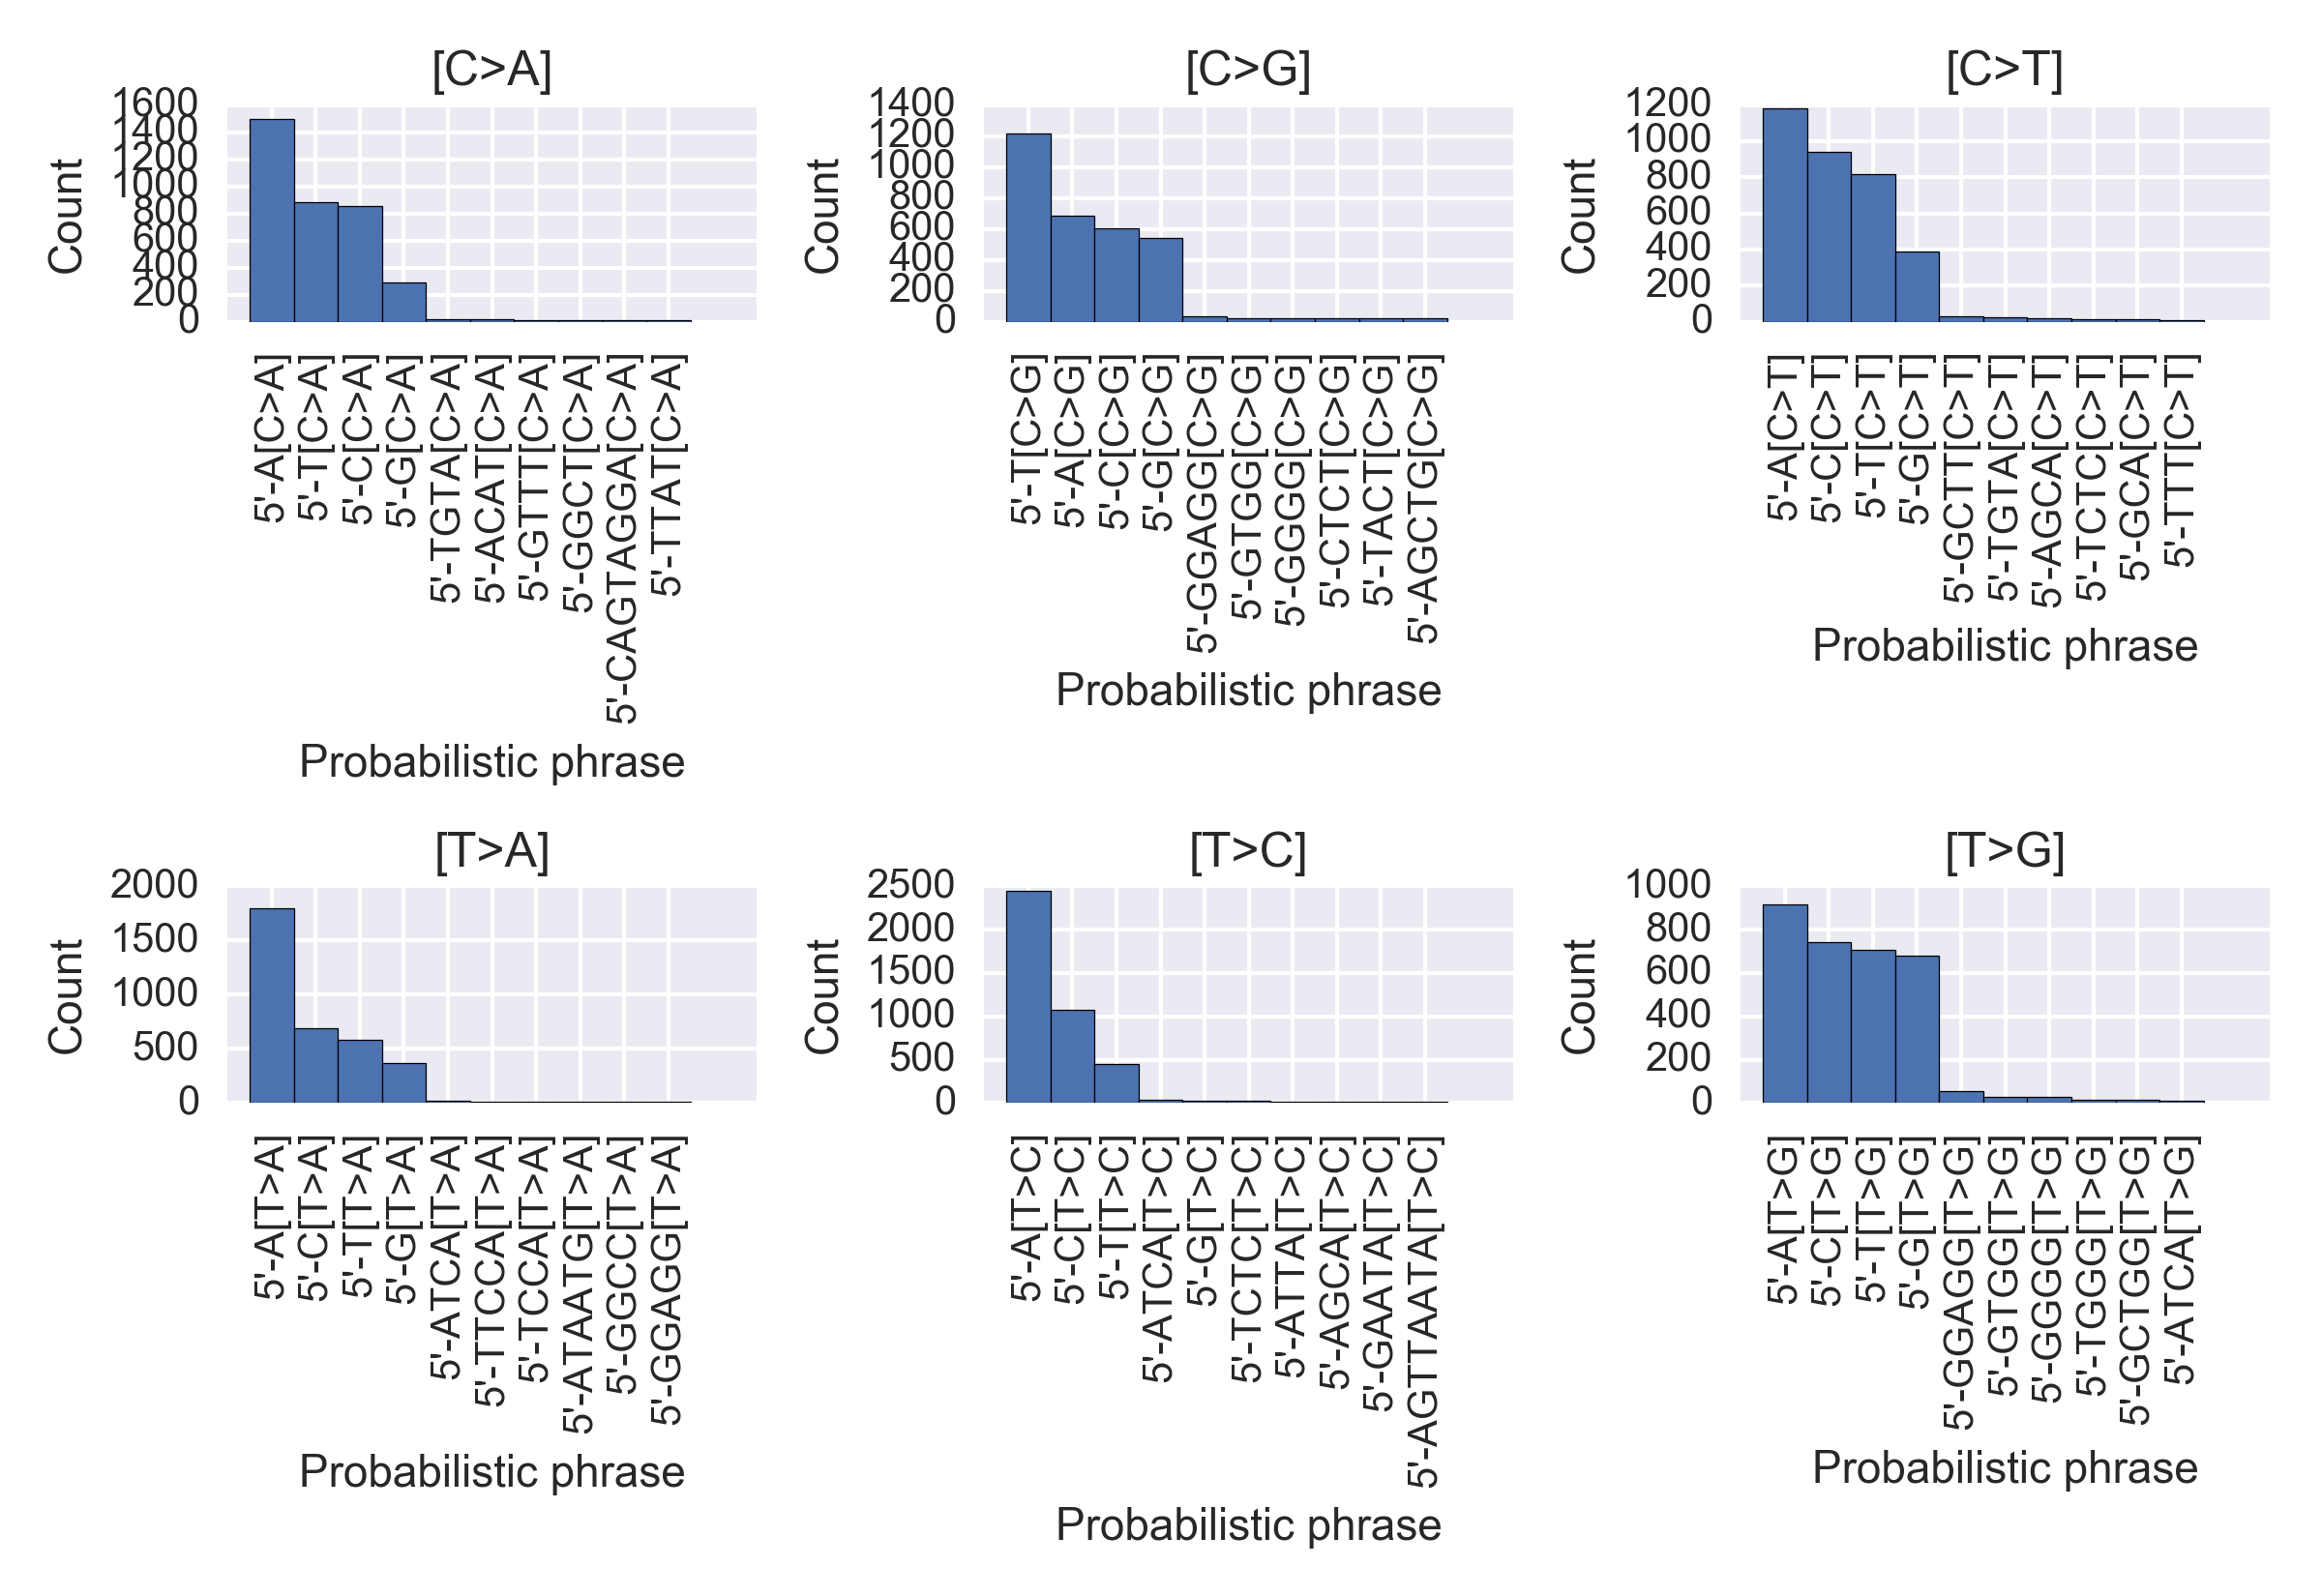 [C>A]
Count
1600
1400
1200
1000
800
600
400
200
0
5'-A[C>A]
5'-T[C>A]
5'-C[C>A]
5'-G[C>A]
5'-TGTA[C>A]
5'-ACAT[C>A]
5'-GTTT[C>A]
5'-GGCT[C>A]
5'-CAGTAGGA[C>A]
5'-TTAT[C>A]
Probabilistic phrase
[C>G]
Count
1400
1200
1000
800
600
400
200
0
5'-T[C>G]
5'-A[C>G]
5'-C[C>G]
5'-G[C>G]
5'-GGAGG[C>G]
5'-GTGG[C>G]
5'-GGGG[C>G]
5'-CTCT[C>G]
5'-TACT[C>G]
5'-AGCTG[C>G]
Probabilistic phrase
[C>T]
Count
1200
1000
800
600
400
200
0
5'-A[C>T]
5'-C[C>T]
5'-T[C>T]
5'-G[C>T]
5'-GCTT[C>T]
5'-TGTA[C>T]
5'-AGCA[C>T]
5'-TCTC[C>T]
5'-GCA[C>T]
5'-TTT[C>T]
Probabilistic phrase
[T>A]
Count
2000
1500
1000
500
0
5'-A[T>A]
5'-C[T>A]
5'-T[T>A]
5'-G[T>A]
5'-ATCA[T>A]
5'-TTCCA[T>A]
5'-TCCA[T>A]
5'-ATAATG[T>A]
5'-GGCC[T>A]
5'-GGAGG[T>A]
Probabilistic phrase
[T>C]
Count
2500
2000
1500
1000
500
0
5'-A[T>C]
5'-C[T>C]
5'-T[T>C]
5'-ATCA[T>C]
5'-G[T>C]
5'-TCTC[T>C]
5'-ATTA[T>C]
5'-AGCA[T>C]
5'-GAATA[T>C]
5'-AGTTAATA[T>C]
Probabilistic phrase
[T>G]
Count
1000
800
600
400
200
0
5'-A[T>G]
5'-C[T>G]
5'-T[T>G]
5'-G[T>G]
5'-GGAGG[T>G]
5'-GTGG[T>G]
5'-GGGG[T>G]
5'-TGGG[T>G]
5'-GCTGG[T>G]
5'-ATCA[T>G]
Probabilistic phrase